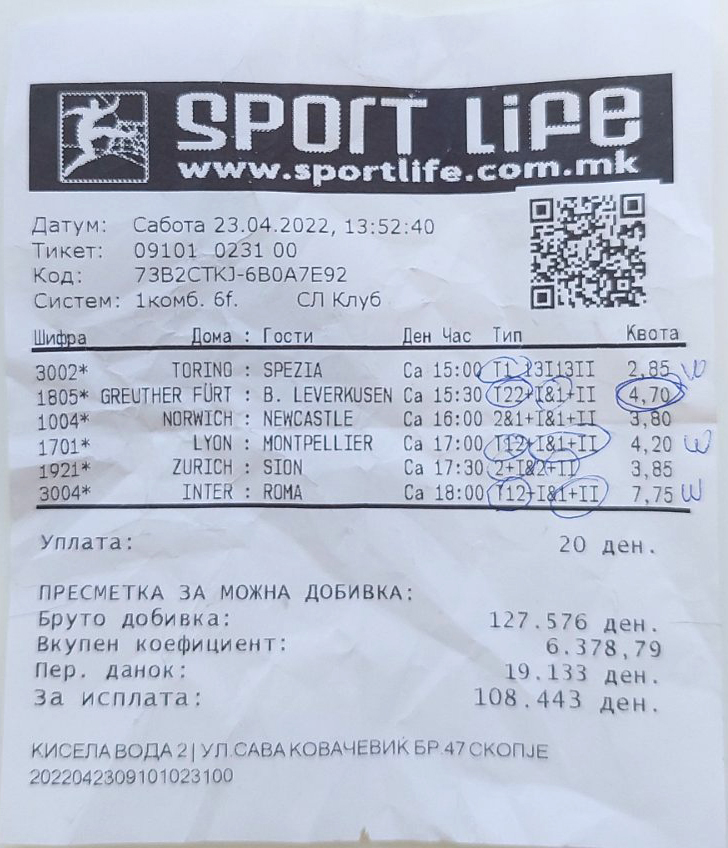 SPORT LIFE
www.sportlife.com.mk
Датум: Сабота 23.04.2022, 13:52:40
Тикет: 09101 0231 00
Код: 73B2CTKJ-6B0A7E92
Систем: 1комб. 6f. СЛ Клуб
Шифра Дома : Гости Ден Час Тип Квота
3002* TORINO : SPEZIA Са 15:00 T1 13I13II 2,85 W
1805* GREUTHER FÜRT : B. LEVERKUSEN Са 15:30 T22+I&1+II 4,70
1004* NORWICH : NEWCASTLE Са 16:00 2&1+I&1+II 3,80
1701* LYON : MONTPELLIER Са 17:00 T12+I&1+II 4,20 W
1921* ZURICH : SION Са 17:30 2+I&2+II 3,85
3004* INTER : ROMA Са 18:00 T12+I&1+II 7,75 W
Уплата: 20 ден.
ПРЕСМЕТКА ЗА МОЖНА ДОБИВКА:
Бруто добивка: 127.576 ден.
Вкупен коефициент: 6.378,79
Пер. данок: 19.133 ден.
За исплата: 108.443 ден.
КИСЕЛА ВОДА 2 | УЛ.САВА КОВАЧЕВИЌ БР.47 СКОПЈЕ
2022042309101023100